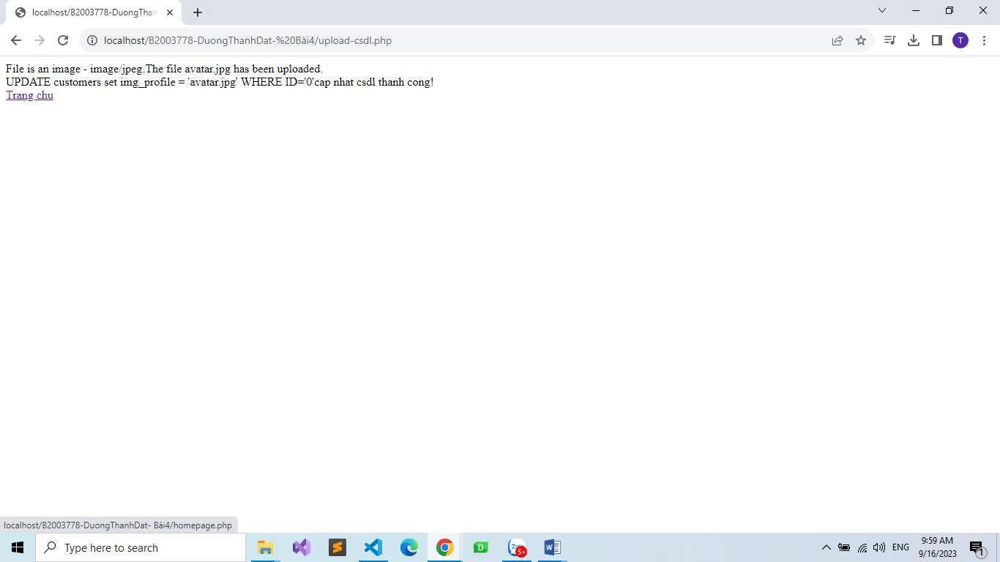 localhost/B2003778-DuongThan
localhost/B2003778-DuongThanhDat-%20Bài4/upload-csdl.php
T
File is an image - image/jpeg.The file avatar.jpg has been uploaded.
UPDATE customers set img_profile = 'avatar.jpg' WHERE ID='0'cap nhat csdl thanh cong!
Trang chu
localhost/B2003778-DuongThanhDat- Bài4/homepage.php
Type here to search
D
5+
W
ENG
9:59 AM
9/16/2023
1